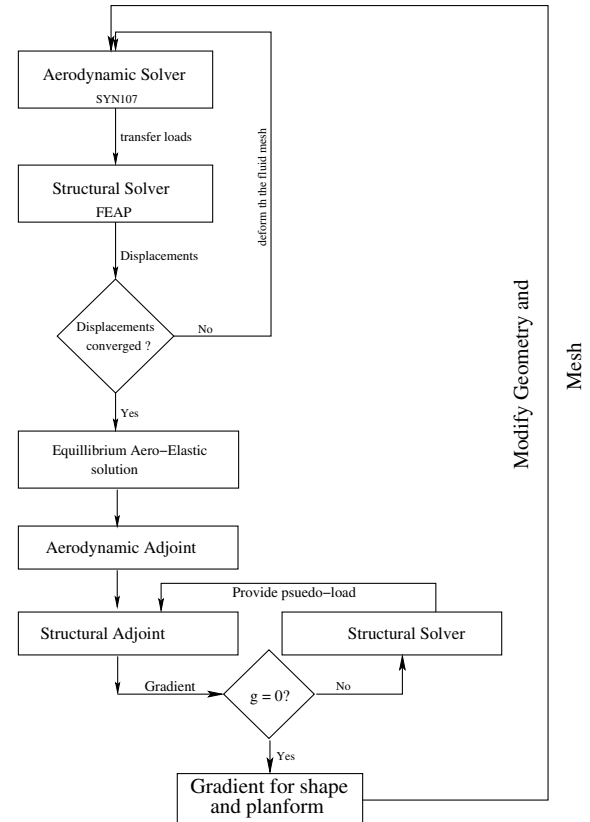 Aerodynamic Solver
SYN107
transfer loads
Structural Solver
FEAP
Displacements
deform th the fluid mesh
Displacements
converged ?
No
Yes
Equillibrium Aero−Elastic
solution
Aerodynamic Adjoint
Provide psuedo−load
Structural Adjoint
Structural Solver
Gradient
g = 0?
No
Yes
Gradient for shape
and planform
Modify Geometry and
Mesh